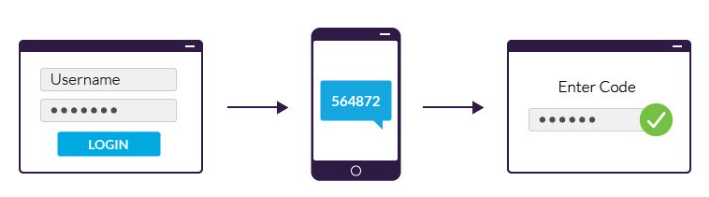 Username
LOGIN
564872
Enter Code